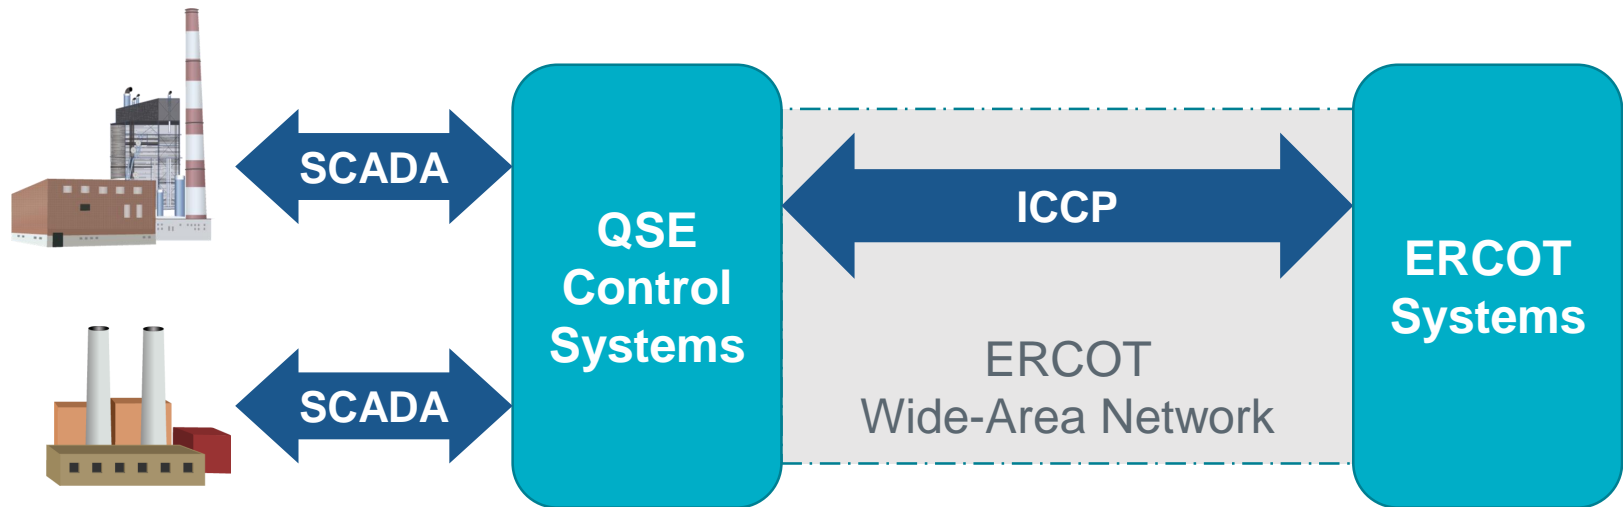 SCADA
SCADA
QSE
Control
Systems
ICCP
ERCOT
Wide-Area Network
ERCOT
Systems